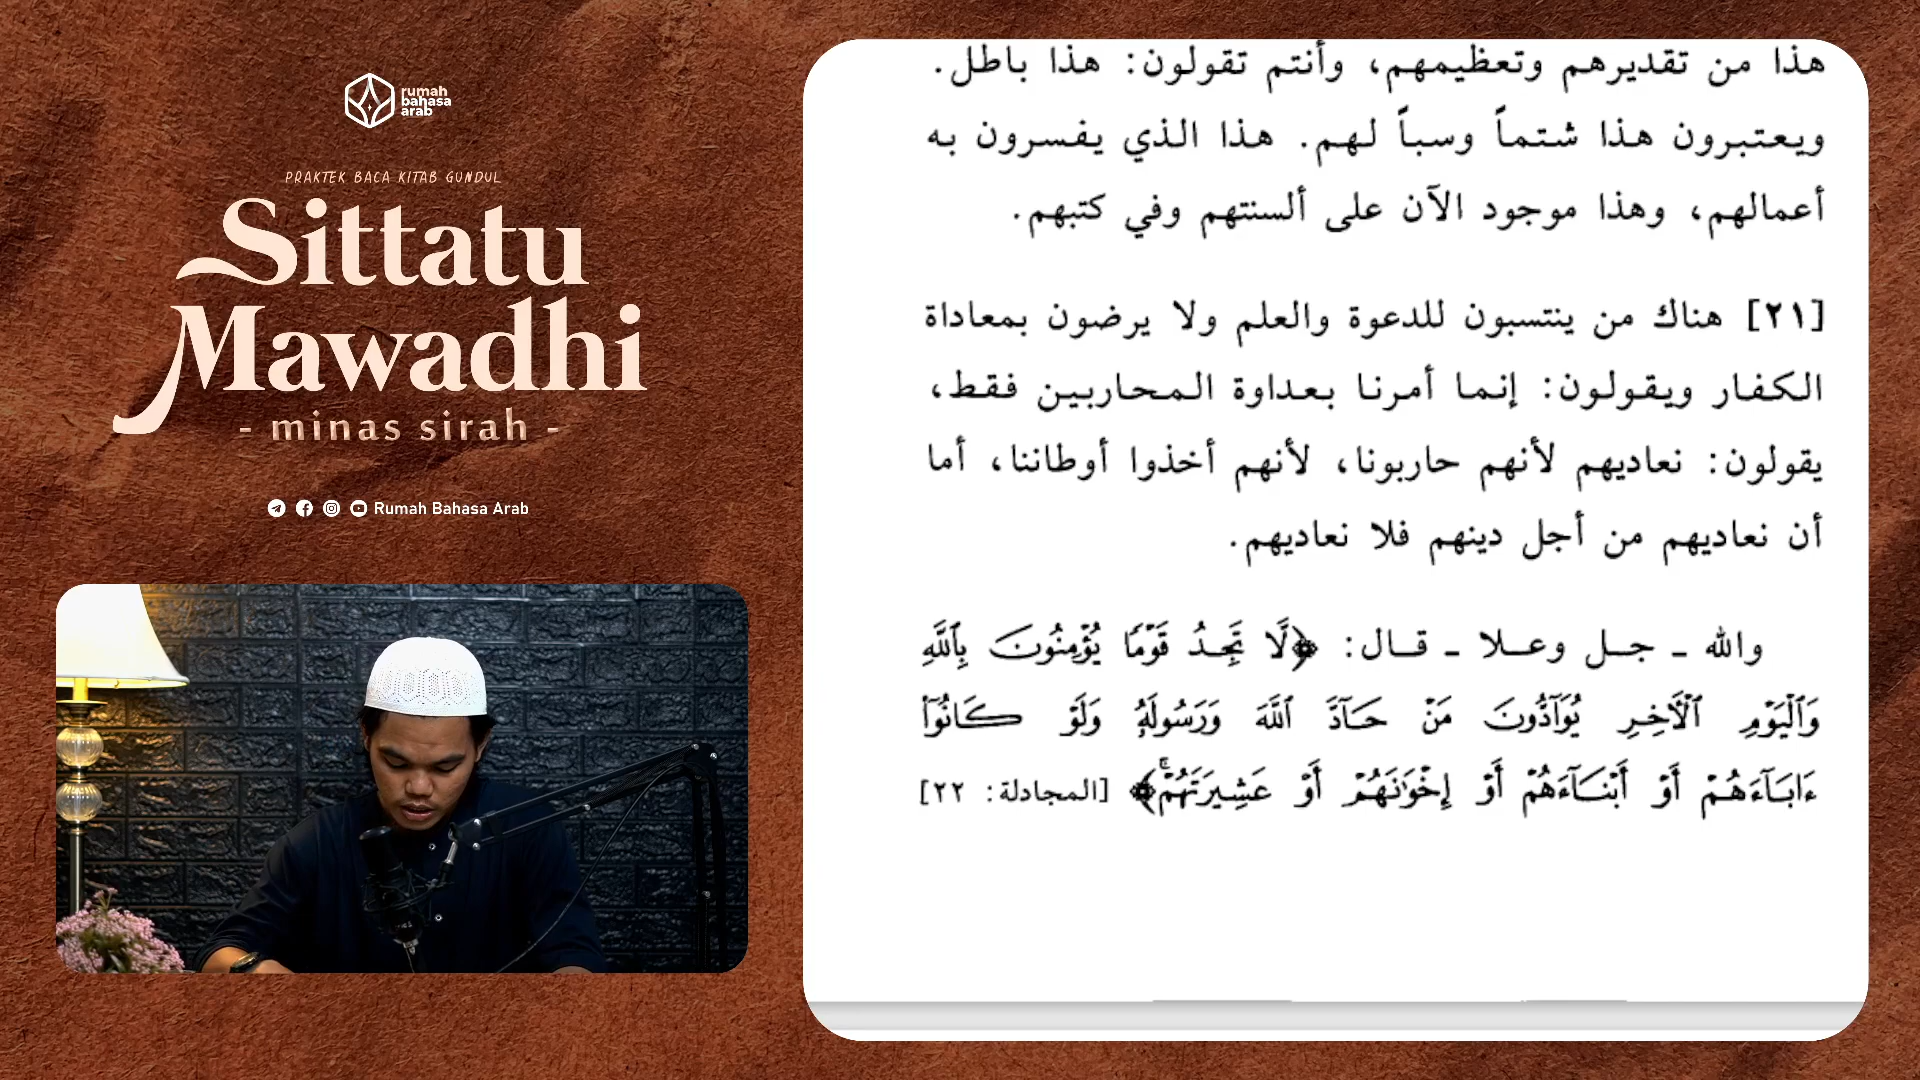 rumah
bahasa
arab
PRAKTEK BACA KITAB GUNDUL
Sittatu
Mawadhi
- minas sirah -
Rumah Bahasa Arab
هذا من تقديرهم وتعظيمهم، وأنتم تقولون: هذا باطل.
ويعتبرون هذا شتماً وسباً لهم. هذا الذي يفسرون به
أعمالهم، وهذا موجود الآن على ألسنتهم وفي كتبهم.
[٢١] هناك من ينتسبون للدعوة والعلم ولا يرضون بمعاداة
الكفار ويقولون: إنما أمرنا بعداوة المحاربين فقط،
يقولون: نعاديهم لأنهم حاربونا، لأنهم أخذوا أوطاننا، أما
أن نعاديهم من أجل دينهم فلا نعاديهم.
والله ـ جل وعلا ـ قال: ﴿لَّا تَجِدُ قَوْمًا يُؤْمِنُونَ بِٱللَّهِ
وَٱلْيَوْمِ ٱلْأَخِرِ يُوَآدُّونَ مَنْ حَآدَّ ٱللَّهَ وَرَسُولَهُۥ وَلَوْ كَانُوٓا۟
ءَابَآءَهُمْ أَوْ أَبْنَآءَهُمْ أَوْ إِخْوَٰنَهُمْ أَوْ عَشِيرَتَهُمْۚ﴾ [المجادلة: ٢٢]